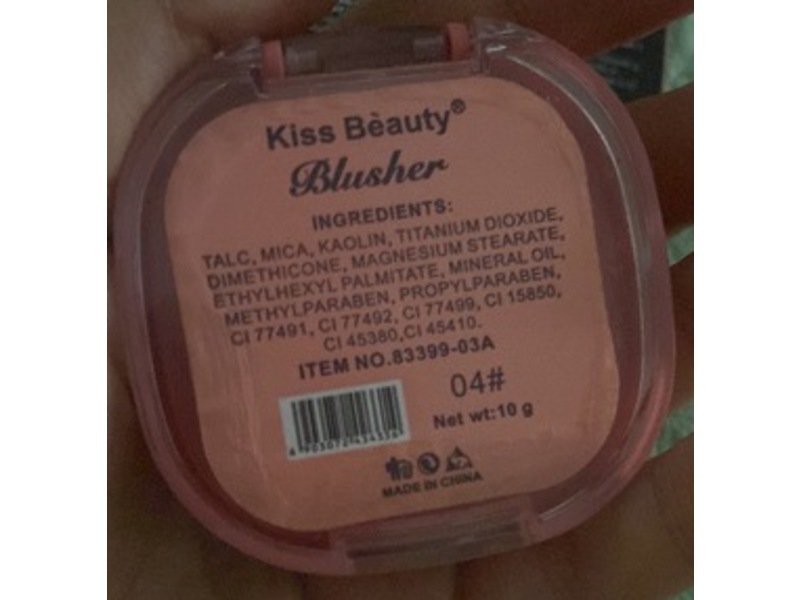 Kiss Bèauty®
Blusher
INGREDIENTS:
TALC, MICA, KAOLIN, TITANIUM DIOXIDE,
DIMETHICONE, MAGNESIUM STEARATE,
ETHYLHEXYL PALMITATE, MINERAL OIL,
METHYLPARABEN, PROPYLPARABEN,
CI 77491, CI 77492, CI 77499, CI 15850,
CI 45380,CI 45410.
ITEM NO.83399-03A
04#
Net wt:10 g
MADE IN CHINA